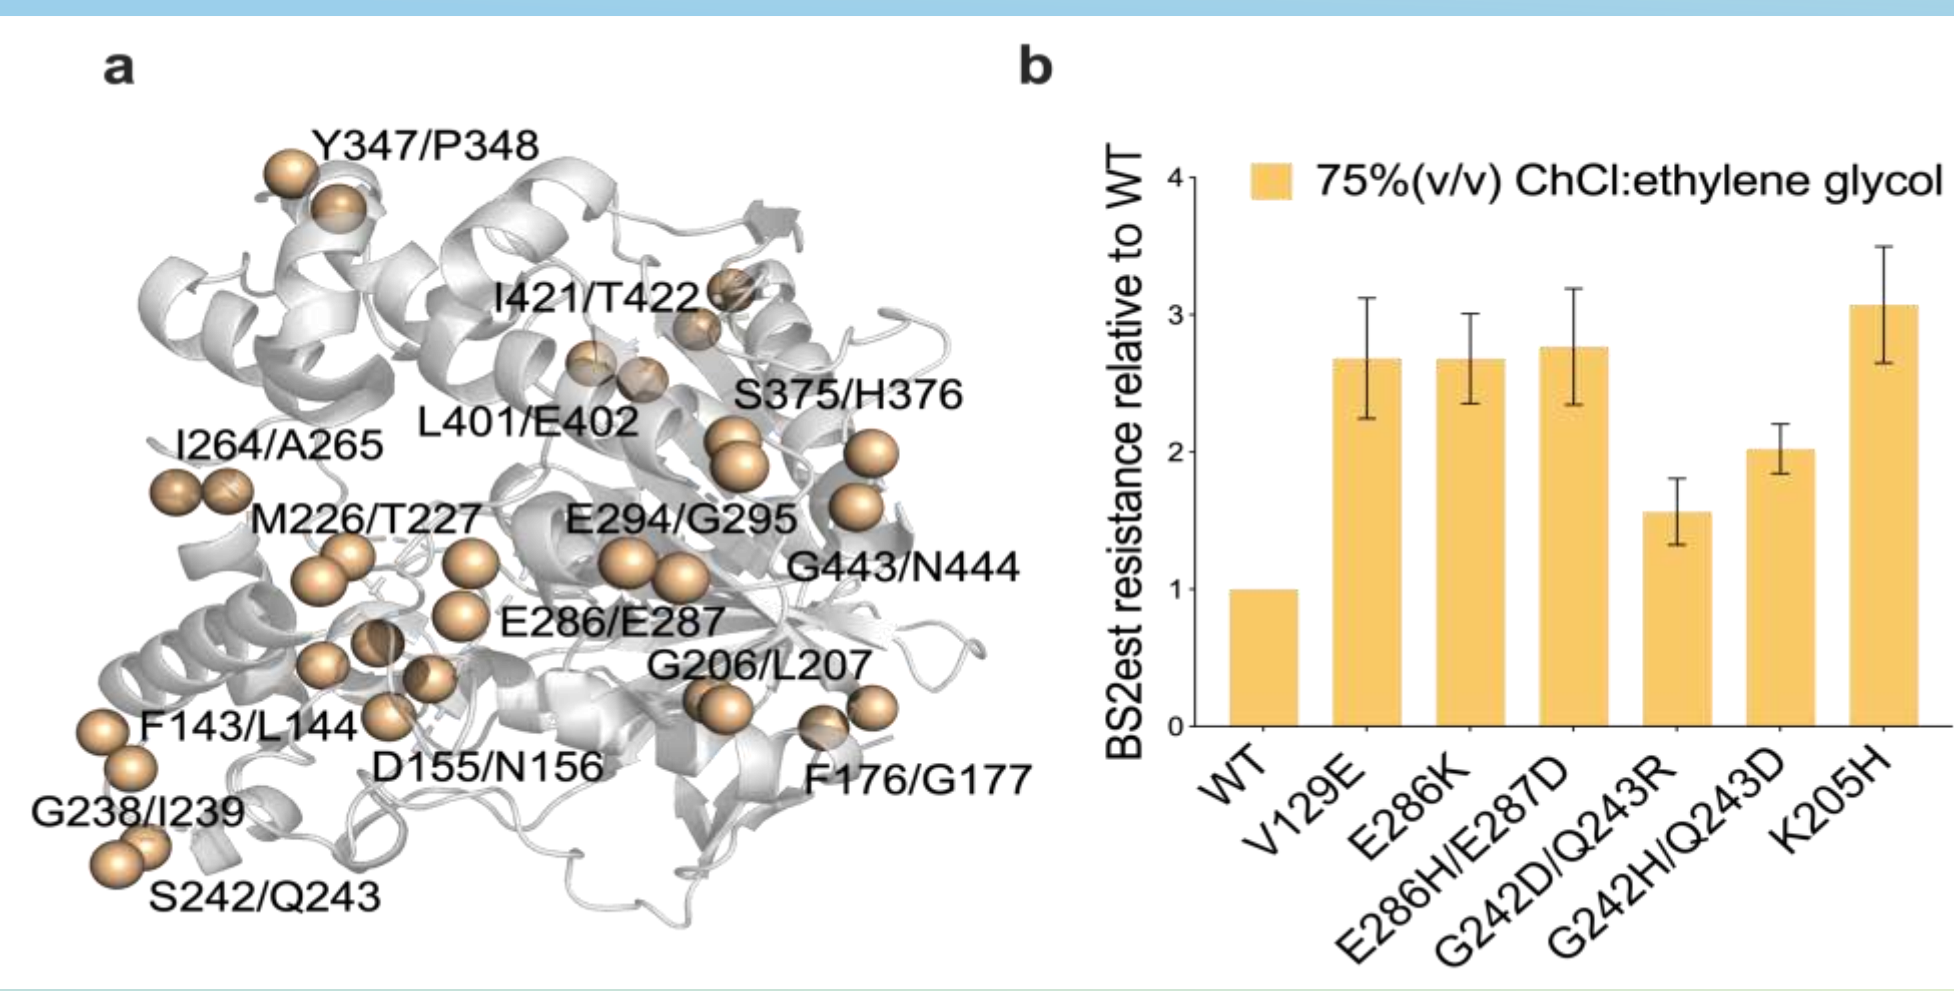 a
Y347/P348
I421/T422
S375/H376
L401/E402
I264/A265
M226/T227
E294/G295
G443/N444
E286/E287
G206/L207
F143/L144
D155/N156
F176/G177
G238/I239
S242/Q243
b
75%(v/v) ChCl:ethylene glycol
BS2est resistance relative to WT
4
3
2
1
0
WT
V129E
E286K
E286H/E287D
G242D/Q243R
G242H/Q243D
K205H